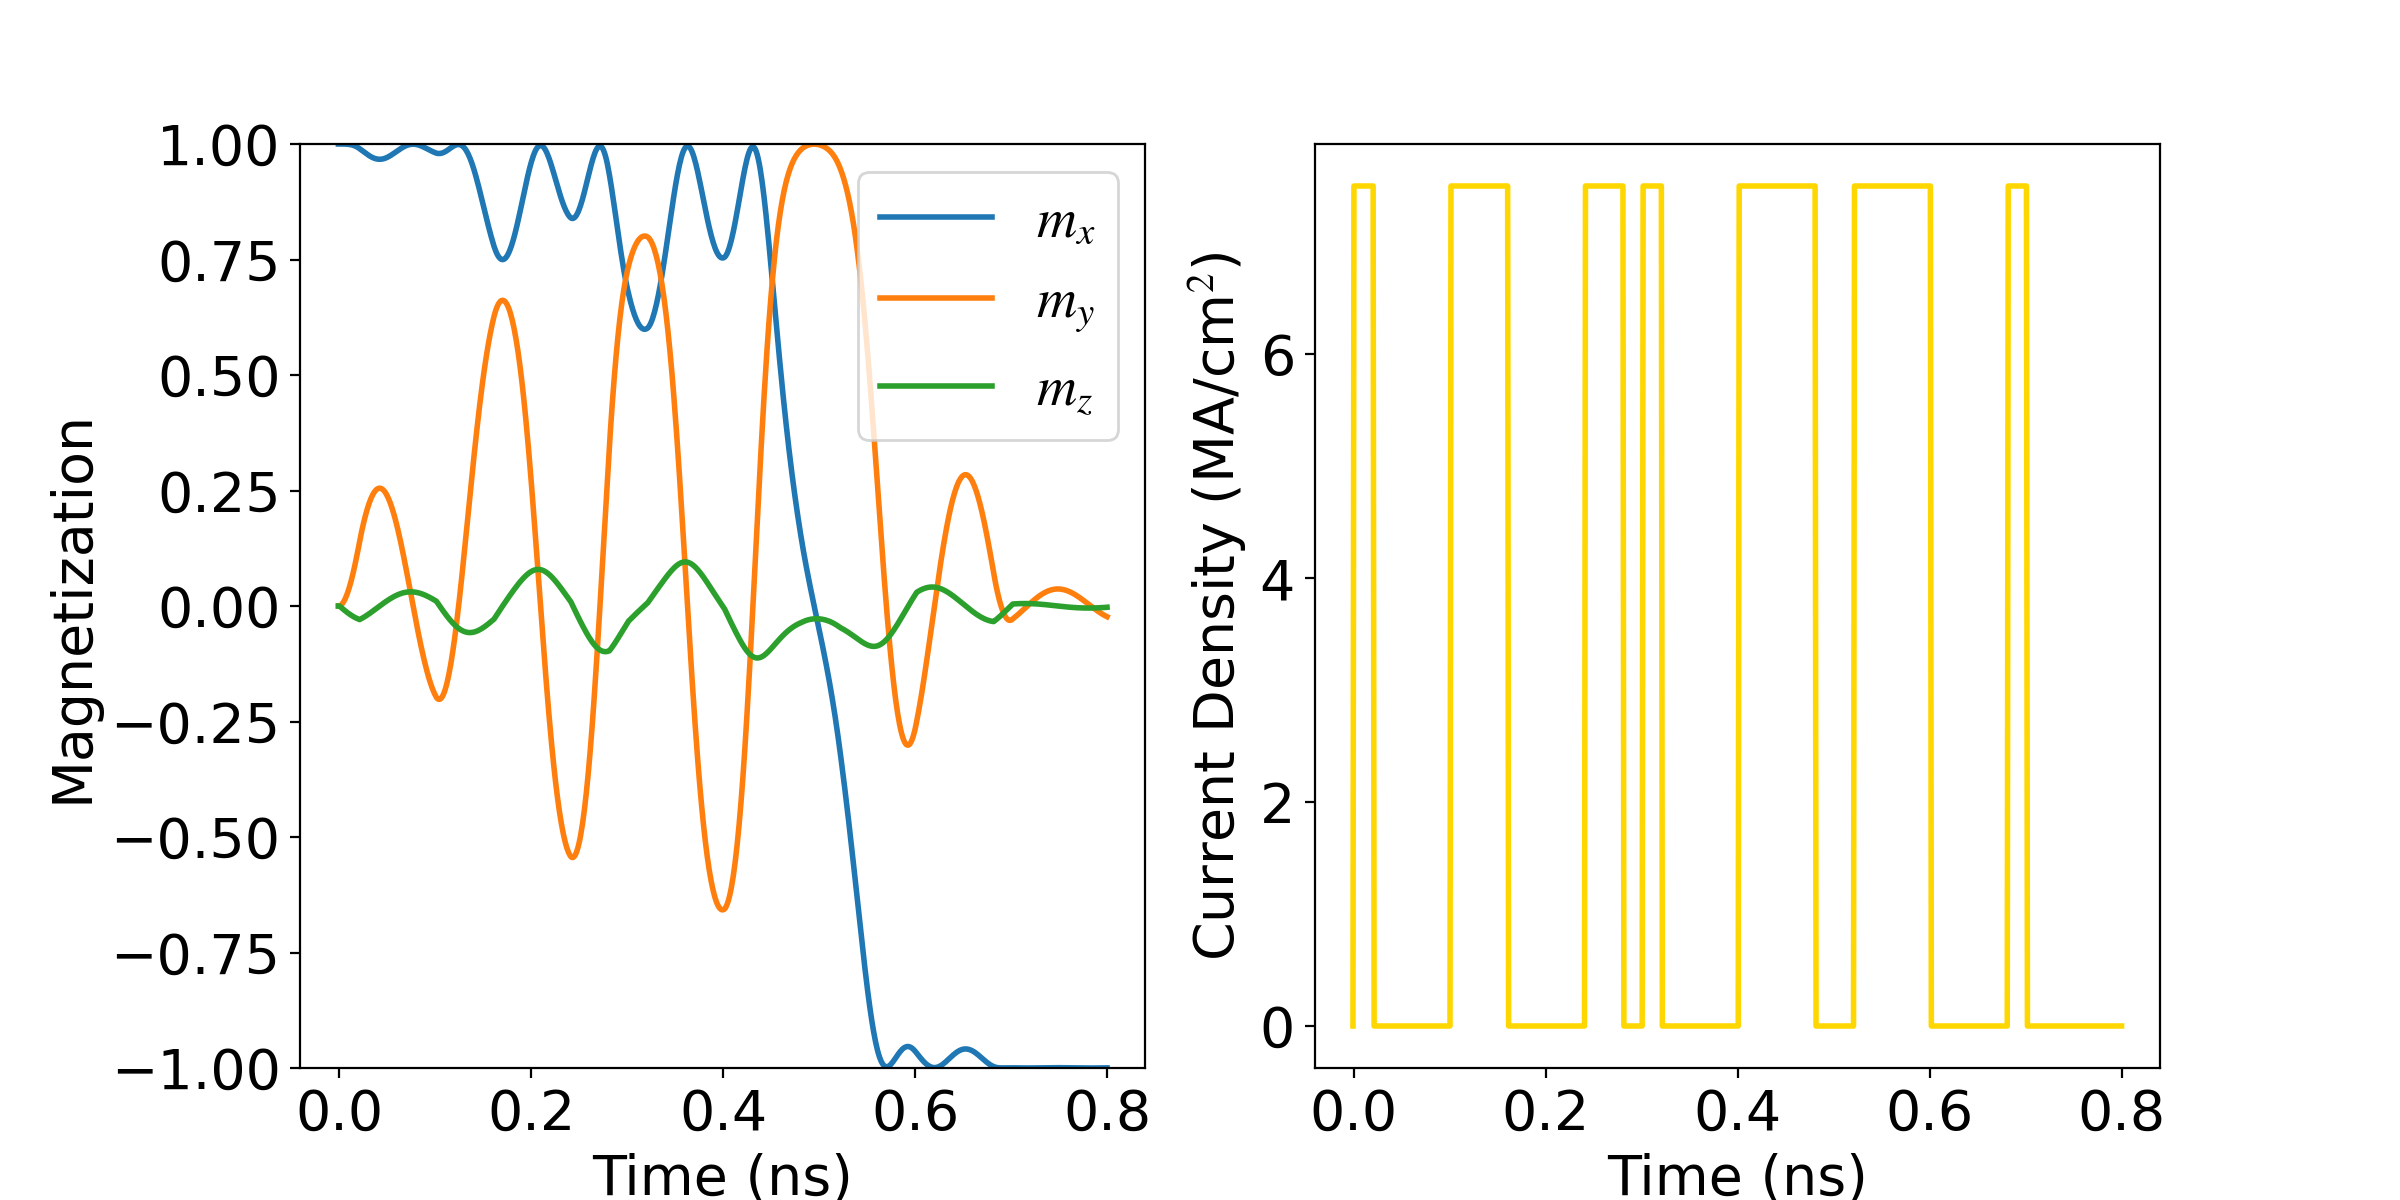 1.00
0.75
0.50
0.25
0.00
−0.25
−0.50
−0.75
−1.00
0.0 0.2 0.4 0.6 0.8
Time (ns)
Magnetization
m_x
m_y
m_z
6
4
2
0
0.0 0.2 0.4 0.6 0.8
Time (ns)
Current Density (MA/cm²)